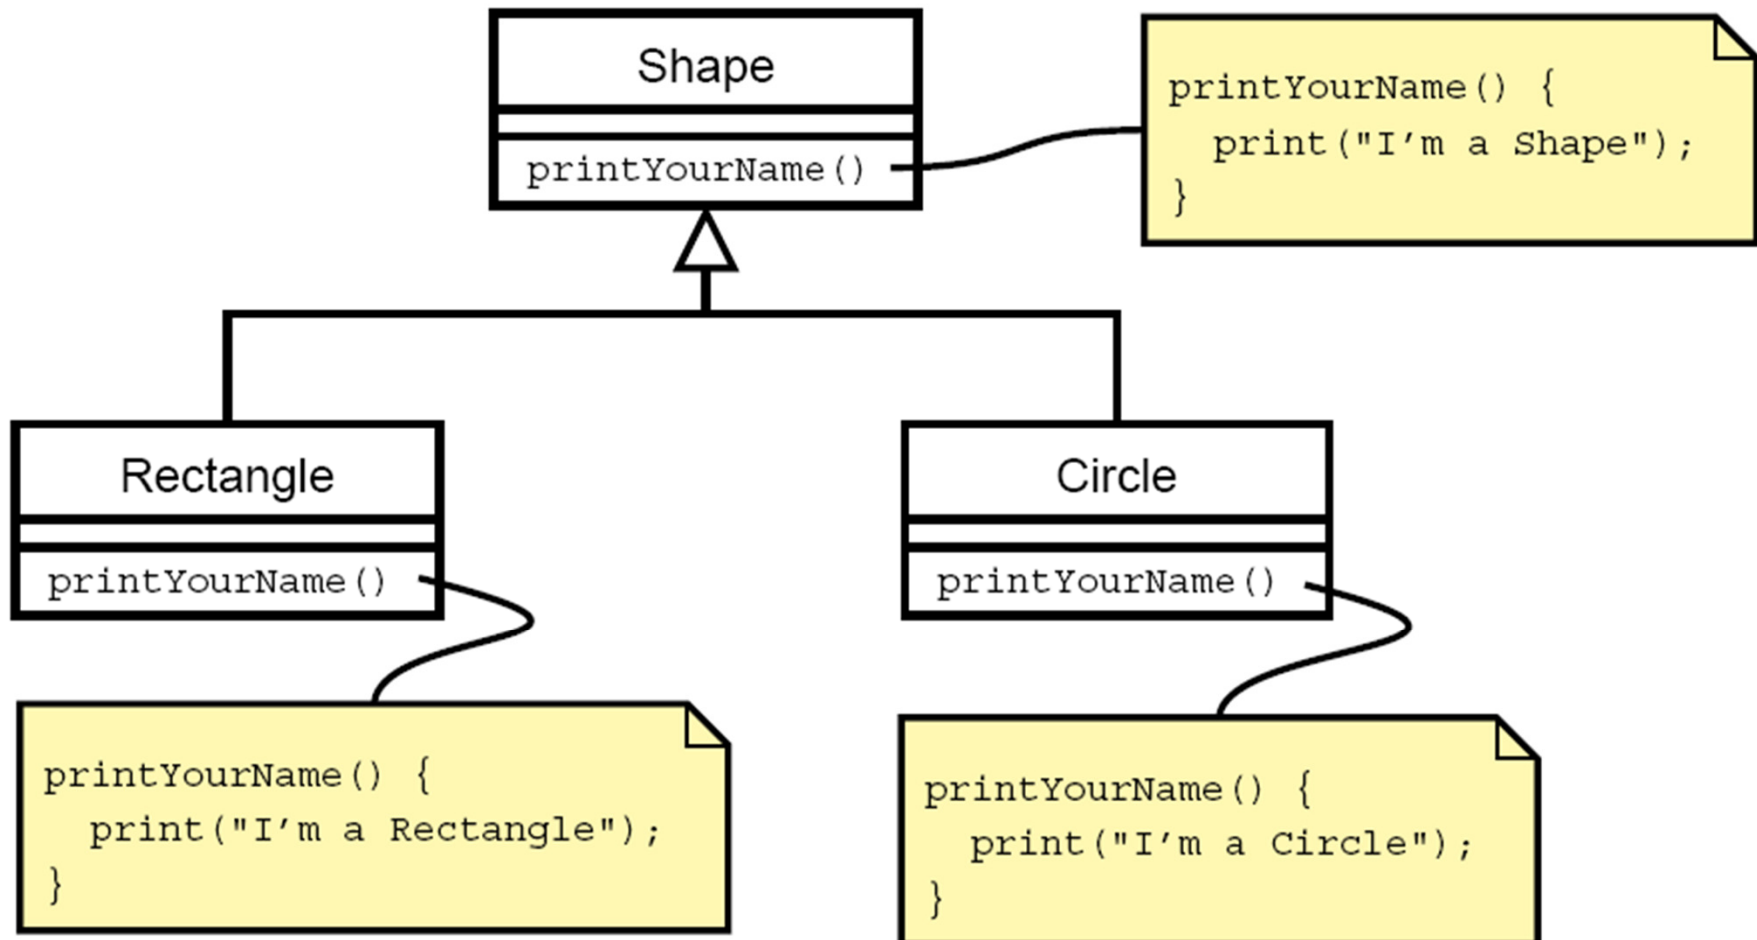 Shape
printYourName()
printYourName() {
  print("I’m a Shape");
}
Rectangle
printYourName()
Circle
printYourName()
printYourName() {
  print("I’m a Rectangle");
}
printYourName() {
  print("I’m a Circle");
}